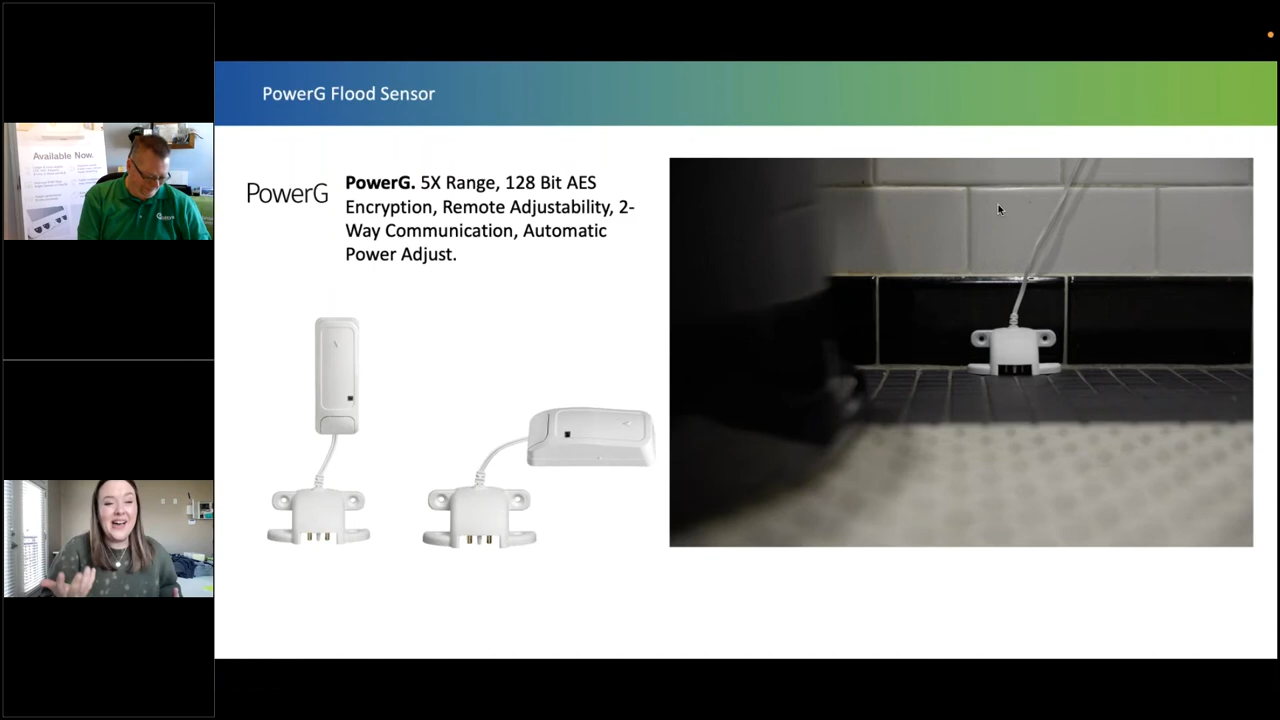 PowerG Flood Sensor
Available Now.
PowerG
PowerG. 5X Range, 128 Bit AES
Encryption, Remote Adjustability, 2-
Way Communication, Automatic
Power Adjust.